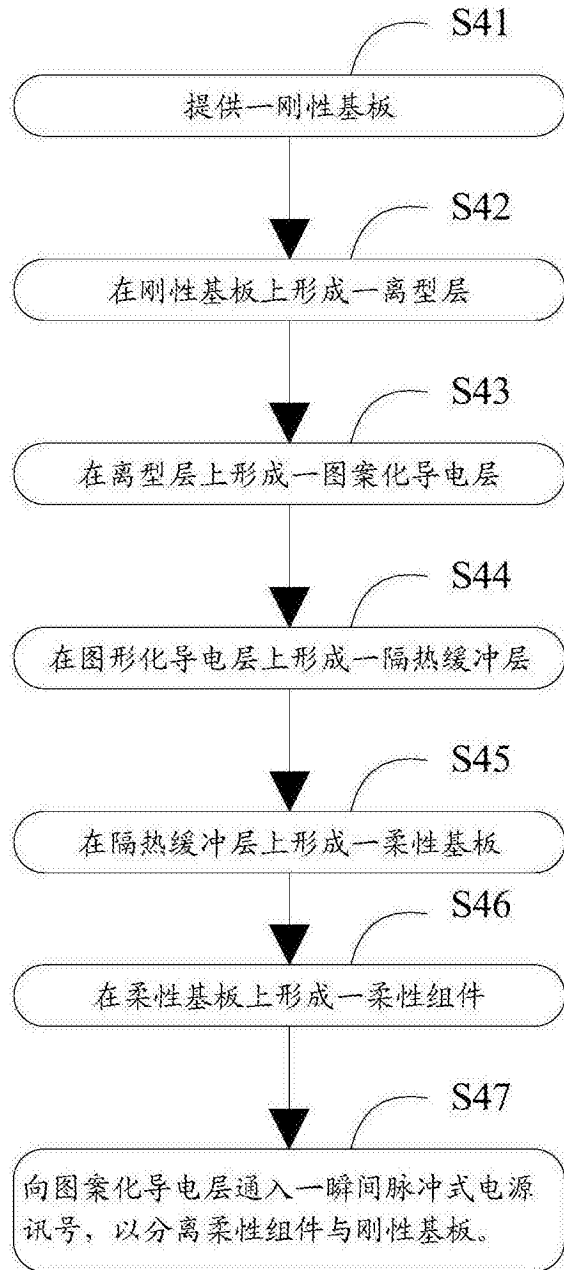 S41
提供一刚性基板
S42
在刚性基板上形成一离型层
S43
在离型层上形成一图案化导电层
S44
在图形化导电层上形成一隔热缓冲层
S45
在隔热缓冲层上形成一柔性基板
S46
在柔性基板上形成一柔性组件
S47
向图案化导电层通入一瞬间脉冲式电源
讯号，以分离柔性组件与刚性基板。